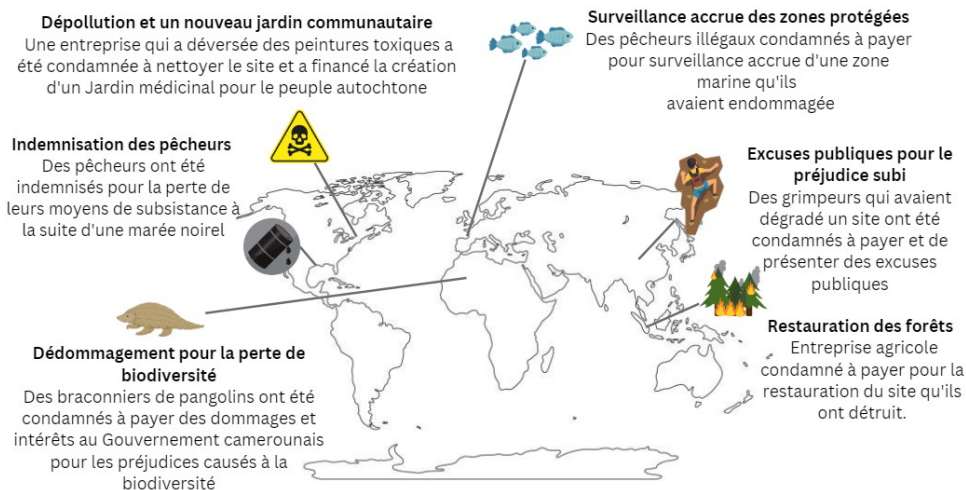 Dépollution et un nouveau jardin communautaire
Une entreprise qui a déversée des peintures toxiques a
été condamnée à nettoyer le site et a financé la création
d'un Jardin médicinal pour le peuple autochtone
Surveillance accrue des zones protégées
Des pêcheurs illégaux condamnés à payer
pour surveillance accrue d'une zone
marine qu'ils
avaient endommagée
Indemnisation des pêcheurs
Des pêcheurs ont été
indemnisés pour la perte de
leurs moyens de subsistance à
la suite d'une marée noirel
Excuses publiques pour le
préjudice subi
Des grimpeurs qui avaient
dégradé un site ont été
condamnés à payer et de
présenter des excuses
publiques
Dédommagement pour la perte de
biodiversité
Des braconniers de pangolins ont été
condamnés à payer des dommages et
intérêts au Gouvernement camerounais
pour les préjudices causés à la
biodiversité
Restauration des forêts
Entreprise agricole
condamné à payer pour la
restauration du site qu'ils
ont détruit.